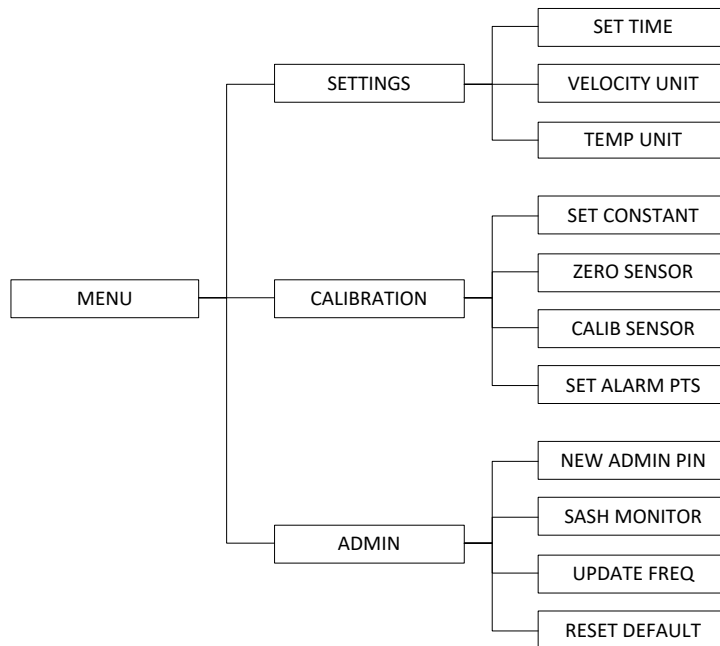 MENU
SETTINGS
SET TIME
VELOCITY UNIT
TEMP UNIT
CALIBRATION
SET CONSTANT
ZERO SENSOR
CALIB SENSOR
SET ALARM PTS
ADMIN
NEW ADMIN PIN
SASH MONITOR
UPDATE FREQ
RESET DEFAULT